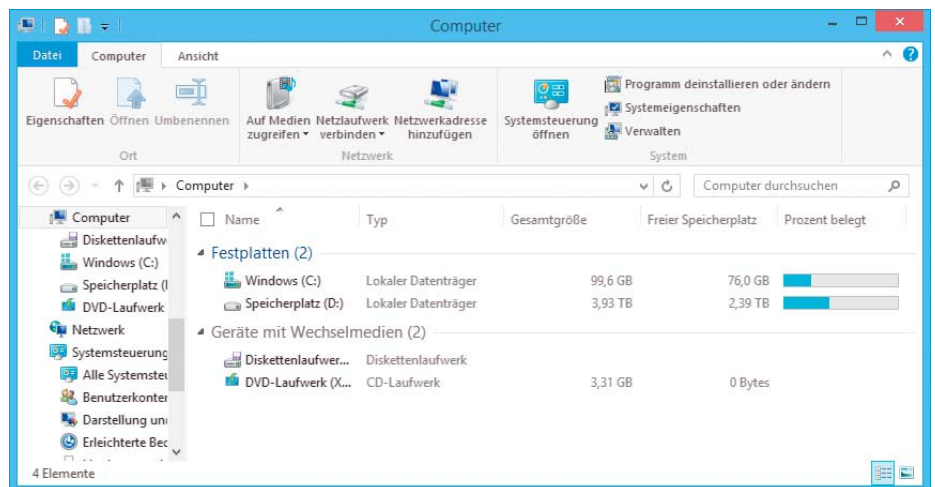 Computer
Datei Computer Ansicht
Eigenschaften Öffnen Umbenennen
Auf Medien zugreifen
Netzlaufwerk verbinden
Netzwerkadresse hinzufügen
Systemsteuerung öffnen
Programm deinstallieren oder ändern
Systemeigenschaften
Verwalten
Ort Netzwerk System
Computer Computer durchsuchen
Computer
Diskettenlaufw
Windows (C:)
Speicherplatz (
DVD-Laufwerk
Netzwerk
Systemsteuerung
Alle Systemsteu
Benutzerkonten
Darstellung un
Erleichterte Bec
Name Typ Gesamtgröße Freier Speicherplatz Prozent belegt
Festplatten (2)
Windows (C:) Lokaler Datenträger 99,6 GB 76,0 GB
Speicherplatz (D:) Lokaler Datenträger 3,93 TB 2,39 TB
Geräte mit Wechselmedien (2)
Diskettenlaufwer... Diskettenlaufwerk
DVD-Laufwerk (X... CD-Laufwerk 3,31 GB 0 Bytes
4 Elemente